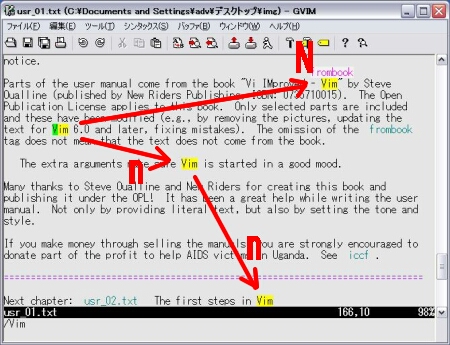 usr_01.txt (C:¥Documents and Settings¥adv¥デスクトップ¥img) - GVIM
ファイル(F) 編集(E) ツール(T) シンタックス(S) バッファ(B) ウィンドウ(W) ヘルプ(H)
notice.
N
frombook
Parts of the user manual come from the book "Vi IMproved - Vim" by Steve
Oualline (published by New Riders Publishing, ISBN: 0735710015). The Open
Publication License applies to this book. Only selected parts are included
and these have been modified (e.g., by removing the pictures, updating the
text for Vim 6.0 and later, fixing mistakes). The omission of the frombook
tag does not mean that the text does not come from the book.
n
The extra arguments sure Vim is started in a good mood.
Many thanks to Steve Oualline and New Riders for creating this book and
publishing it under the OPL! It has been a great help while writing the user
manual. Not only by providing literal text, but also by setting the tone and
style.
n
If you make money through selling the manuals, you are strongly encouraged to
donate part of the profit to help AIDS victims in Uganda. See iccf .
Next chapter: usr_02.txt The first steps in Vim
usr_01.txt 166,10 98%
/Vim